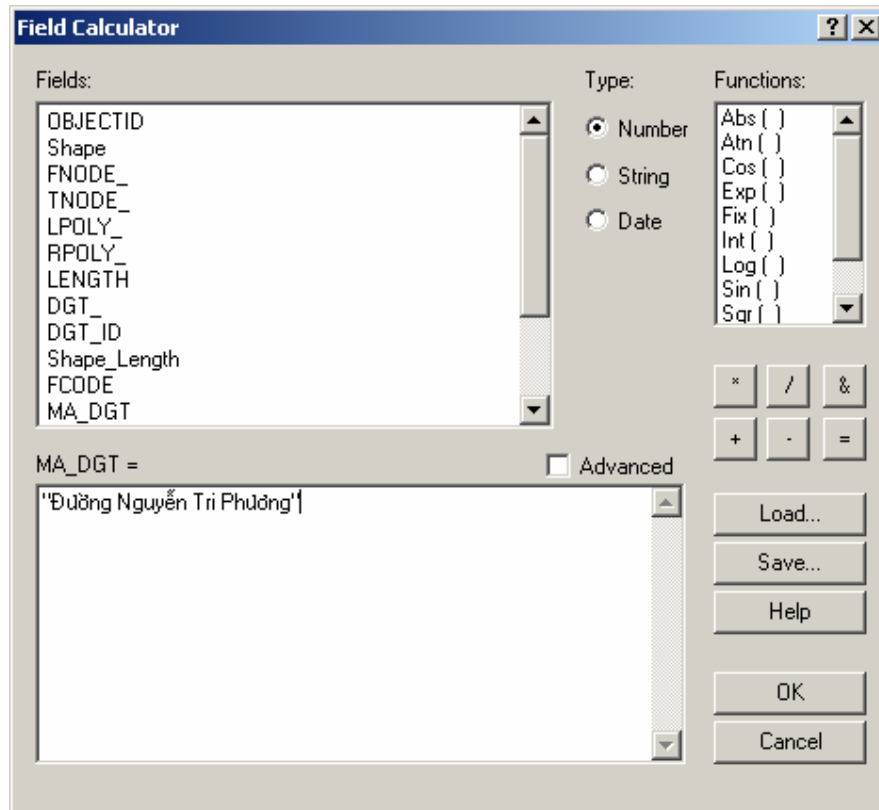 Field Calculator
Fields:
OBJECTID
Shape
FNODE_
TNODE_
LPOLY_
RPOLY_
LENGTH
DGT_
DGT_ID
Shape_Length
FCODE
MA_DGT
Type:
Number
String
Date
Functions:
Abs ( )
Atn ( )
Cos ( )
Exp ( )
Fix ( )
Int ( )
Log ( )
Sin ( )
Sqr ( )
* / &
+ - =
MA_DGT =
Advanced
"Đường Nguyễn Tri Phương"
Load...
Save...
Help
OK
Cancel